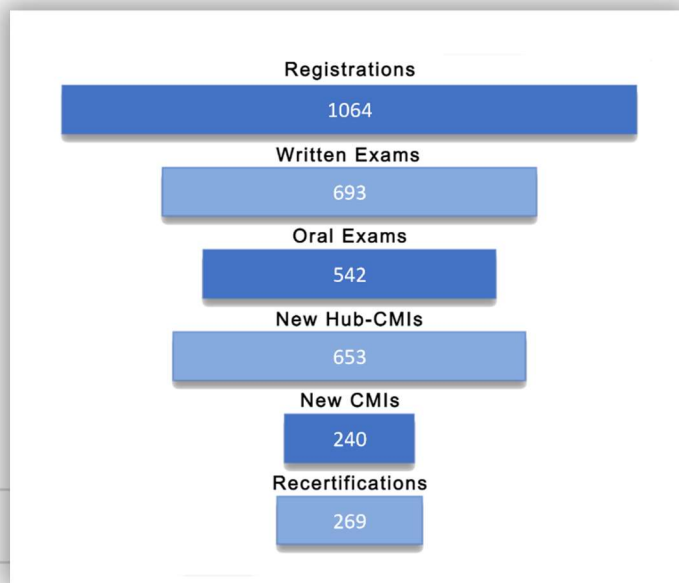 Registrations
1064
Written Exams
693
Oral Exams
542
New Hub-CMIs
653
New CMIs
240
Recertifications
269